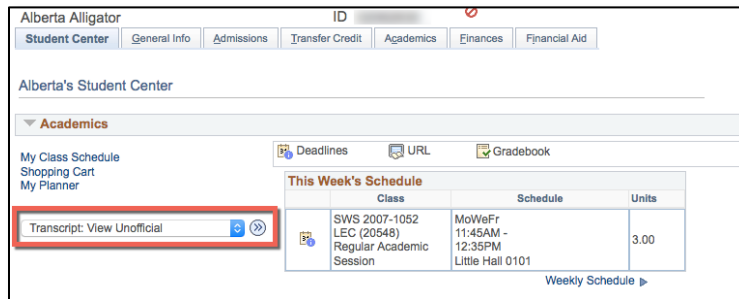 Alberta Alligator ID
Student Center General Info Admissions Transfer Credit Academics Finances Financial Aid
Alberta's Student Center
Academics
My Class Schedule
Shopping Cart
My Planner
Transcript: View Unofficial
Deadlines URL Gradebook
This Week's Schedule
Class Schedule Units
SWS 2007-1052
LEC (20548)
Regular Academic
Session
MoWeFr
11:45AM -
12:35PM
Little Hall 0101
3.00
Weekly Schedule